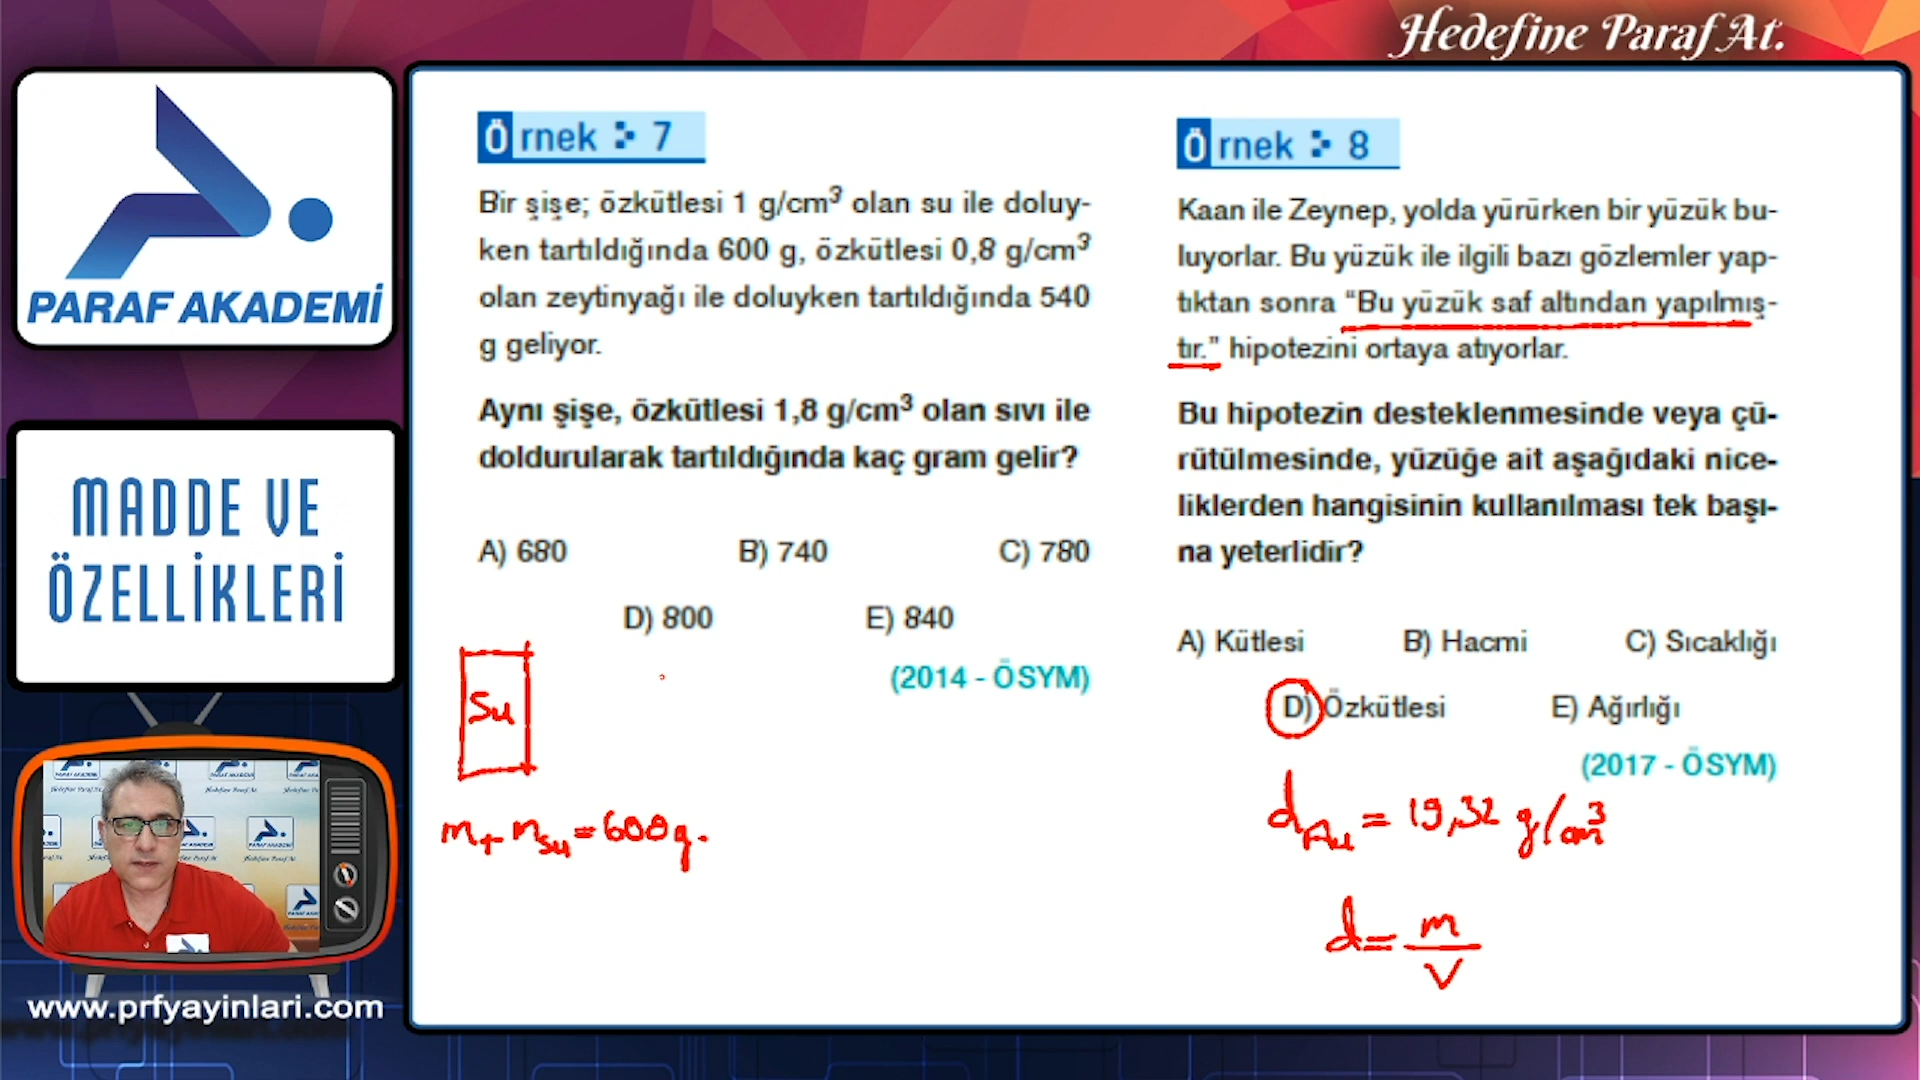 Hedefine Paraf At.
PARAF AKADEMİ
MADDE VE
ÖZELLİKLERİ
www.prfyayinlari.com
Örnek 7
Bir şişe; özkütlesi 1 g/cm³ olan su ile doluy-
ken tartıldığında 600 g, özkütlesi 0,8 g/cm³
olan zeytinyağı ile doluyken tartıldığında 540
g geliyor.
Aynı şişe, özkütlesi 1,8 g/cm³ olan sıvı ile
doldurularak tartıldığında kaç gram gelir?
A) 680 B) 740 C) 780
D) 800 E) 840
(2014 - ÖSYM)
Su
m + msu = 600 g.
Örnek 8
Kaan ile Zeynep, yolda yürürken bir yüzük bu-
luyorlar. Bu yüzük ile ilgili bazı gözlemler yap-
tıktan sonra “Bu yüzük saf altından yapılmış-
tır.” hipotezini ortaya atıyorlar.
Bu hipotezin desteklenmesinde veya çü-
rütülmesinde, yüzüğe ait aşağıdaki nice-
liklerden hangisinin kullanılması tek başı-
na yeterlidir?
A) Kütlesi B) Hacmi C) Sıcaklığı
D) Özkütlesi E) Ağırlığı
(2017 - ÖSYM)
dAu = 19,32 g/cm³
d = m
V